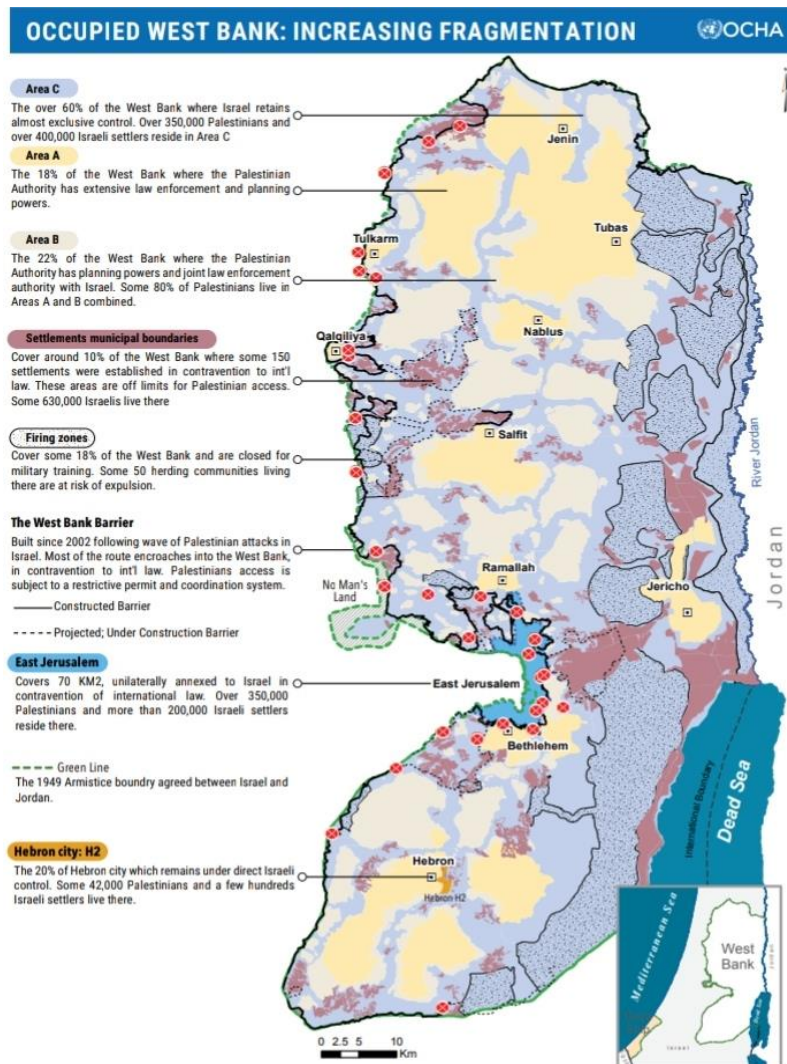 OCCUPIED WEST BANK: INCREASING FRAGMENTATION
OCHA
Area C
The over 60% of the West Bank where Israel retains
almost exclusive control. Over 350,000 Palestinians and
over 400,000 Israeli settlers reside in Area C
Area A
The 18% of the West Bank where the Palestinian
Authority has extensive law enforcement and planning
powers.
Area B
The 22% of the West Bank where the Palestinian
Authority has planning powers and joint law enforcement
authority with Israel. Some 80% of Palestinians live in
Areas A and B combined.
Settlements municipal boundaries
Cover around 10% of the West Bank where some 150
settlements were established in contravention to int'l
law. These areas are off limits for Palestinian access.
Some 630,000 Israelis live there
Firing zones
Cover some 18% of the West Bank and are closed for
military training. Some 50 herding communities living
there are at risk of expulsion.
The West Bank Barrier
Built since 2002 following wave of Palestinian attacks in
Israel. Most of the route encroaches into the West Bank,
in contravention to int'l law. Palestinians access is
subject to a restrictive permit and coordination system.
Constructed Barrier
Projected; Under Construction Barrier
East Jerusalem
Covers 70 KM2, unilaterally annexed to Israel in
contravention of international law. Over 350,000
Palestinians and more than 200,000 Israeli settlers
reside there.
Green Line
The 1949 Armistice boundry agreed between Israel and
Jordan.
Hebron city: H2
The 20% of Hebron city which remains under direct Israeli
control. Some 42,000 Palestinians and a few hundreds
Israeli settlers live there.
Jenin
Tubas
Tulkarm
Nablus
Qalqiliya
Salfit
River Jordan
Jordan
Ramallah
Jericho
No Man's
Land
East Jerusalem
Bethlehem
International Boundary
Dead Sea
Hebron
Hebron H2
0 2.5 5 10
Km
Mediterranean Sea
West
Bank
Jordan
Israel